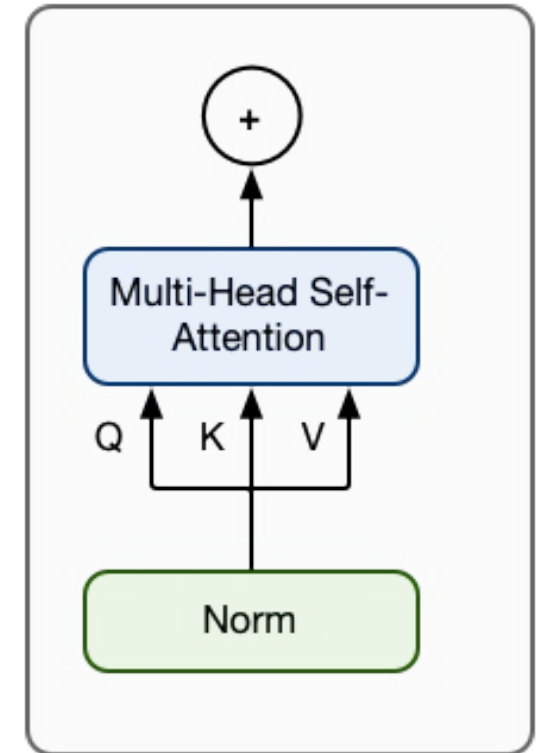 +
Multi-Head Self-
Attention
Q K V
Norm